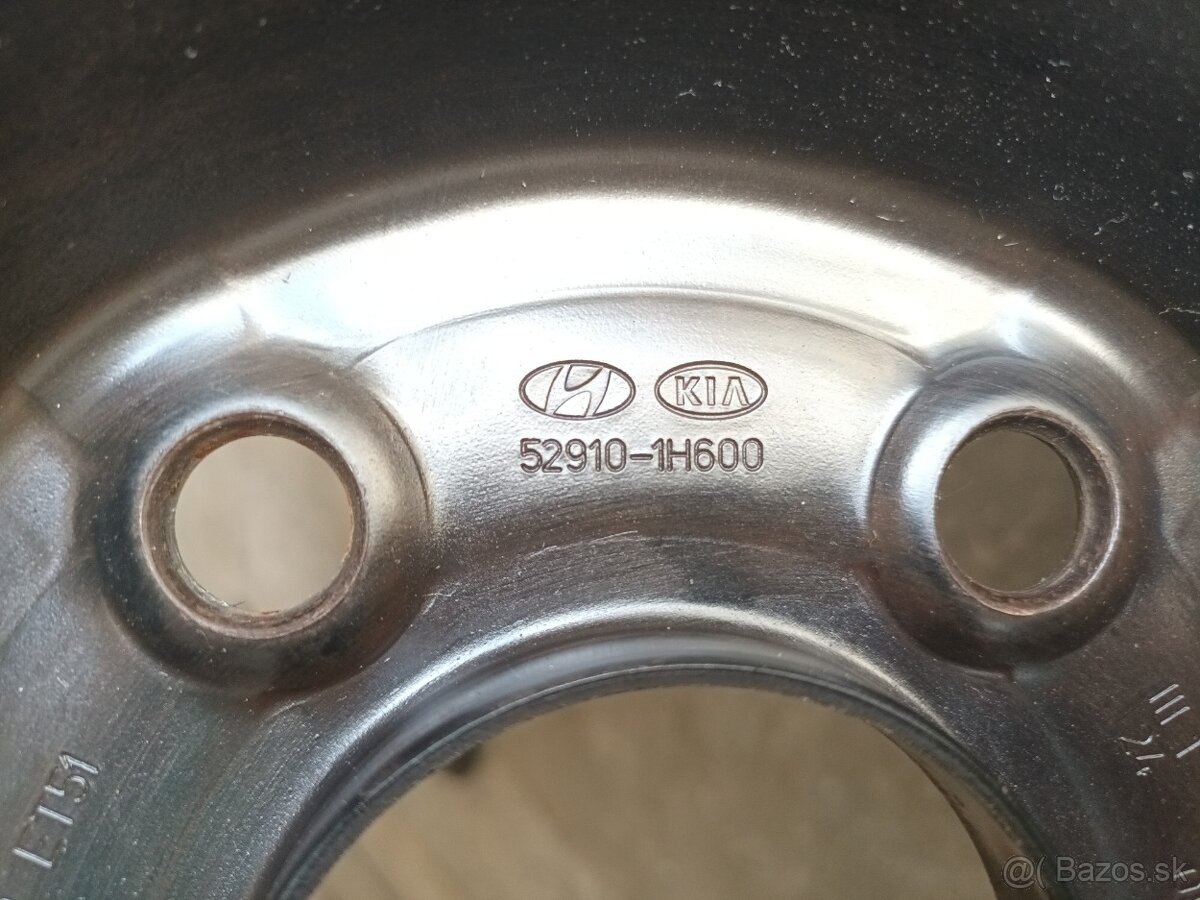 KIA
52910-1H600
ET51
@( Bazos.sk